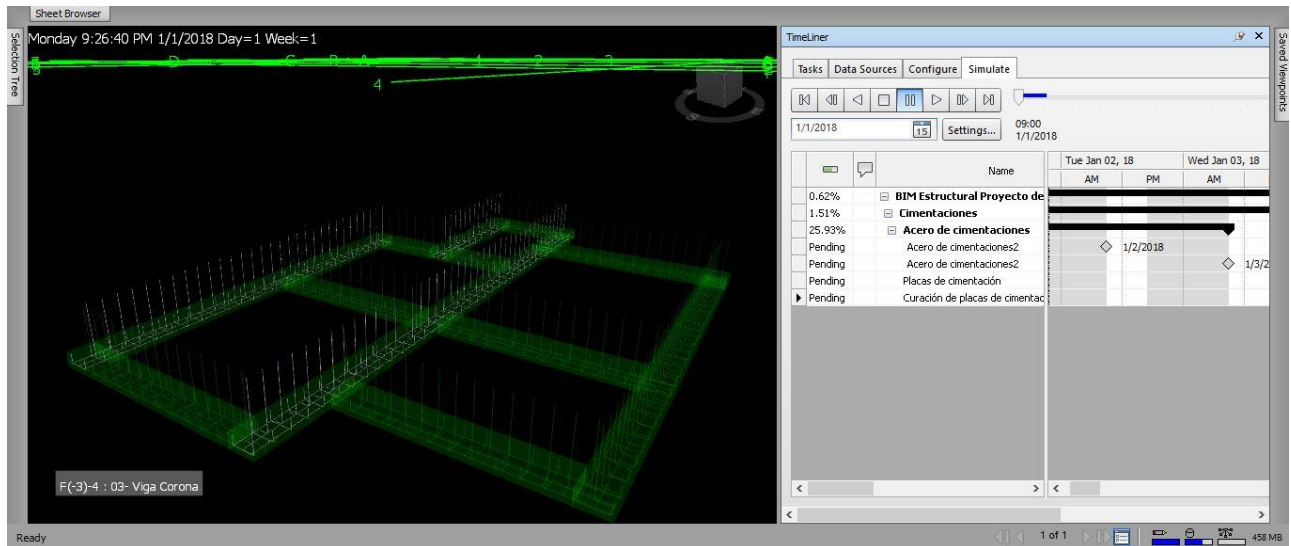 Sheet Browser
Selection Tree
Monday 9:26:40 PM 1/1/2018 Day=1 Week=1
D C B A 1 2 3
4
F(-3)-4 : 03- Viga Corona
TimeLiner
Saved Viewpoints
Tasks Data Sources Configure Simulate
1/1/2018 15 Settings... 09:00
1/1/2018
Name Tue Jan 02, 18 Wed Jan 03, 18
AM PM AM
0.62% BIM Estructural Proyecto de
1.51% Cimentaciones
25.93% Acero de cimentaciones
Pending Acero de cimentaciones2 1/2/2018
Pending Acero de cimentaciones2 1/3/2
Pending Placas de cimentación
Pending Curación de placas de cimentac
Ready 1 of 1 458 MB